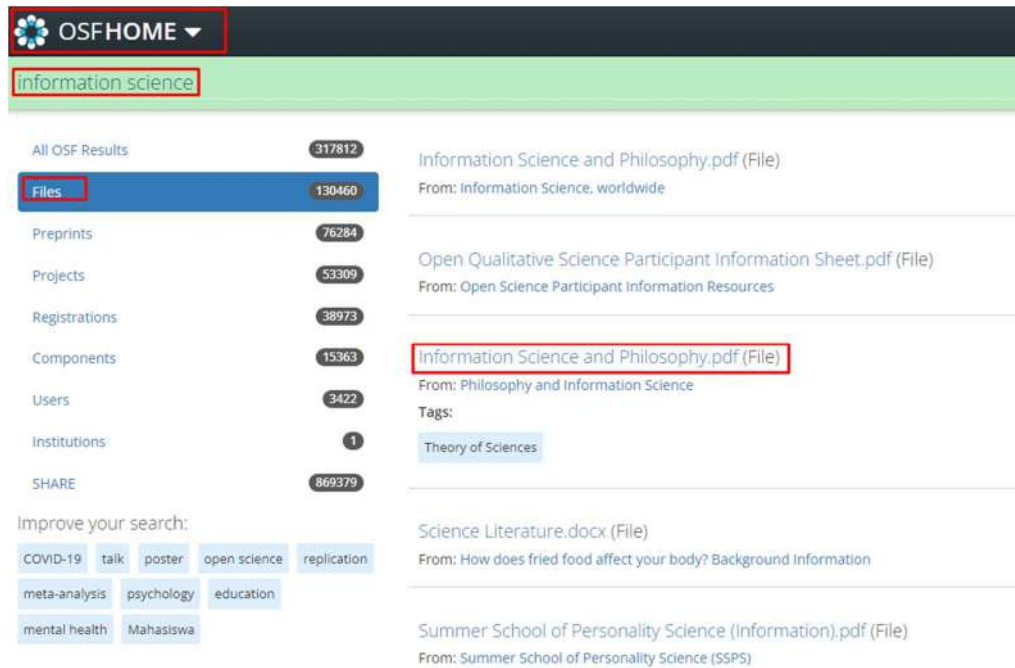 OSFHOME
information science
All OSF Results 317812
Files 130460
Preprints 76284
Projects 53309
Registrations 38973
Components 15363
Users 3422
Institutions 1
SHARE 869379
Improve your search:
COVID-19 talk poster open science replication
meta-analysis psychology education
mental health Mahasiswa
Information Science and Philosophy.pdf (File)
From: Information Science, worldwide
Open Qualitative Science Participant Information Sheet.pdf (File)
From: Open Science Participant Information Resources
Information Science and Philosophy.pdf (File)
From: Philosophy and Information Science
Tags:
Theory of Sciences
Science Literature.docx (File)
From: How does fried food affect your body? Background Information
Summer School of Personality Science (Information).pdf (File)
From: Summer School of Personality Science (SSPS)